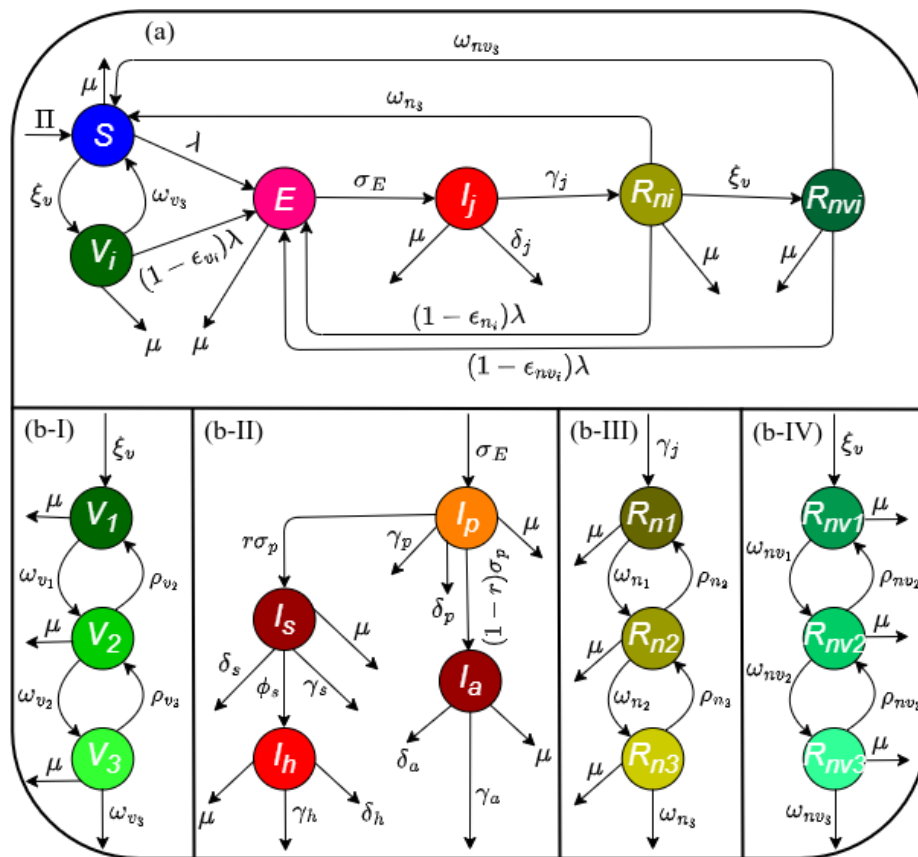 (a)
ω_{nv_3}
μ
ω_{n_3}
Π
S
λ
ξ_v
ω_{v_3}
E
σ_E
I_j
γ_j
R_{ni}
ξ_v
R_{nvi}
V_i
(1 − ϵ_{v_i})λ
μ
δ_j
μ
μ
μ
μ
(1 − ϵ_{n_i})λ
(1 − ϵ_{nv_i})λ
(b-I)
ξ_v
μ
V_1
ω_{v_1}
ρ_{v_2}
μ
V_2
ω_{v_2}
ρ_{v_3}
μ
V_3
ω_{v_3}
(b-II)
σ_E
I_p
rσ_p
γ_p
μ
δ_p
(1 − r)σ_p
I_s
μ
δ_s
ϕ_s
γ_s
I_a
I_h
δ_a
μ
μ
γ_h
δ_h
γ_a
(b-III)
γ_j
R_{n1}
μ
ω_{n_1}
ρ_{n_2}
R_{n2}
μ
ω_{n_2}
ρ_{n_3}
μ
R_{n3}
ω_{n_3}
(b-IV)
ξ_v
R_{nv1}
μ
ω_{nv_1}
ρ_{nv_2}
R_{nv2}
μ
ω_{nv_2}
ρ_{nv_2}
R_{nv3}
μ
ω_{nv_3}